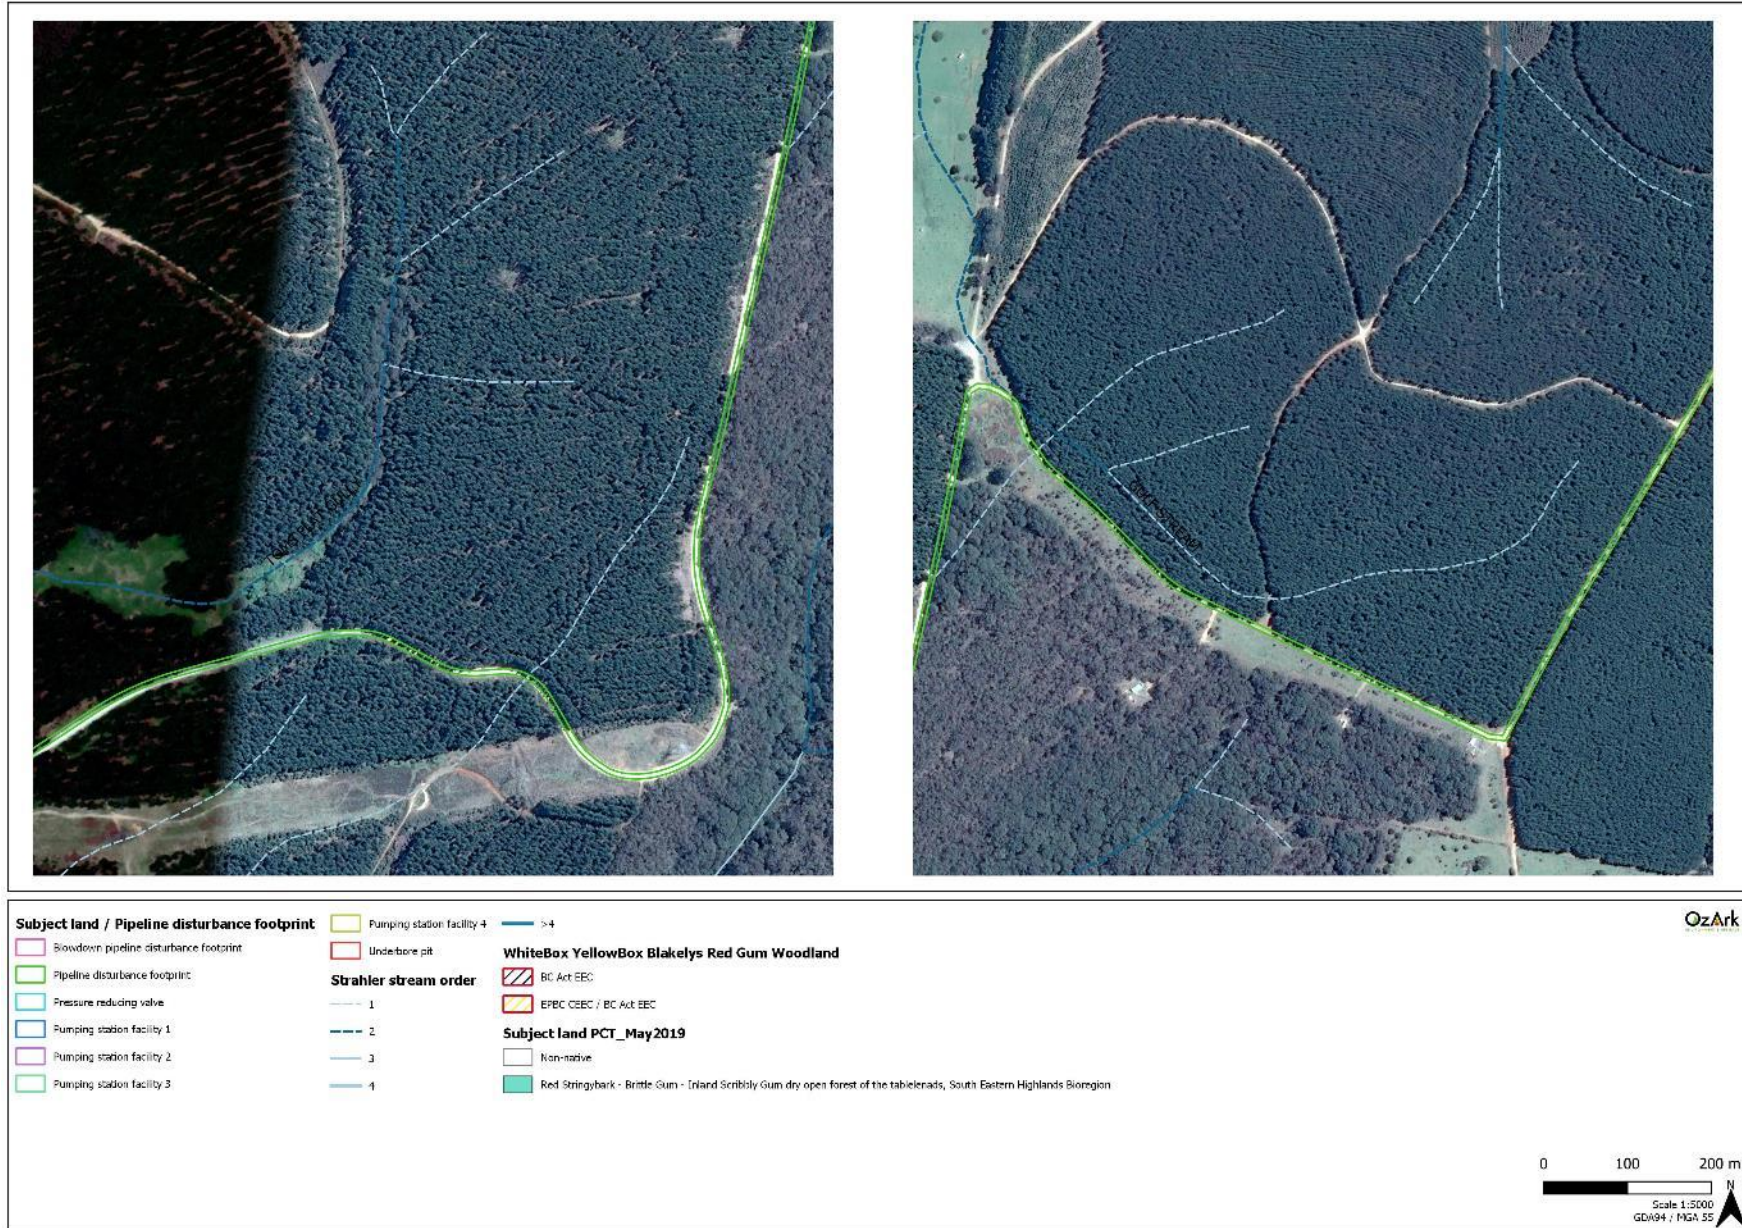 Subject land / Pipeline disturbance footprint
Blowdown pipeline disturbance footprint
Pipeline disturbance footprint
Pressure reducing valve
Pumping station facility 1
Pumping station facility 2
Pumping station facility 3
Pumping station facility 4
Underbore pit
Strahler stream order
1
2
3
4
>4
WhiteBox YellowBox Blakelys Red Gum Woodland
BC Act EEC
EPBC CEEC / BC Act EEC
Subject land PCT_May2019
Non-native
Red Stringybark - Brittle Gum - Inland Scribbly Gum dry open forest of the tablelenads, South Eastern Highlands Bioregion
OzArk
0 100 200 m
N
Scale 1:5000
GDA94 / MGA 55